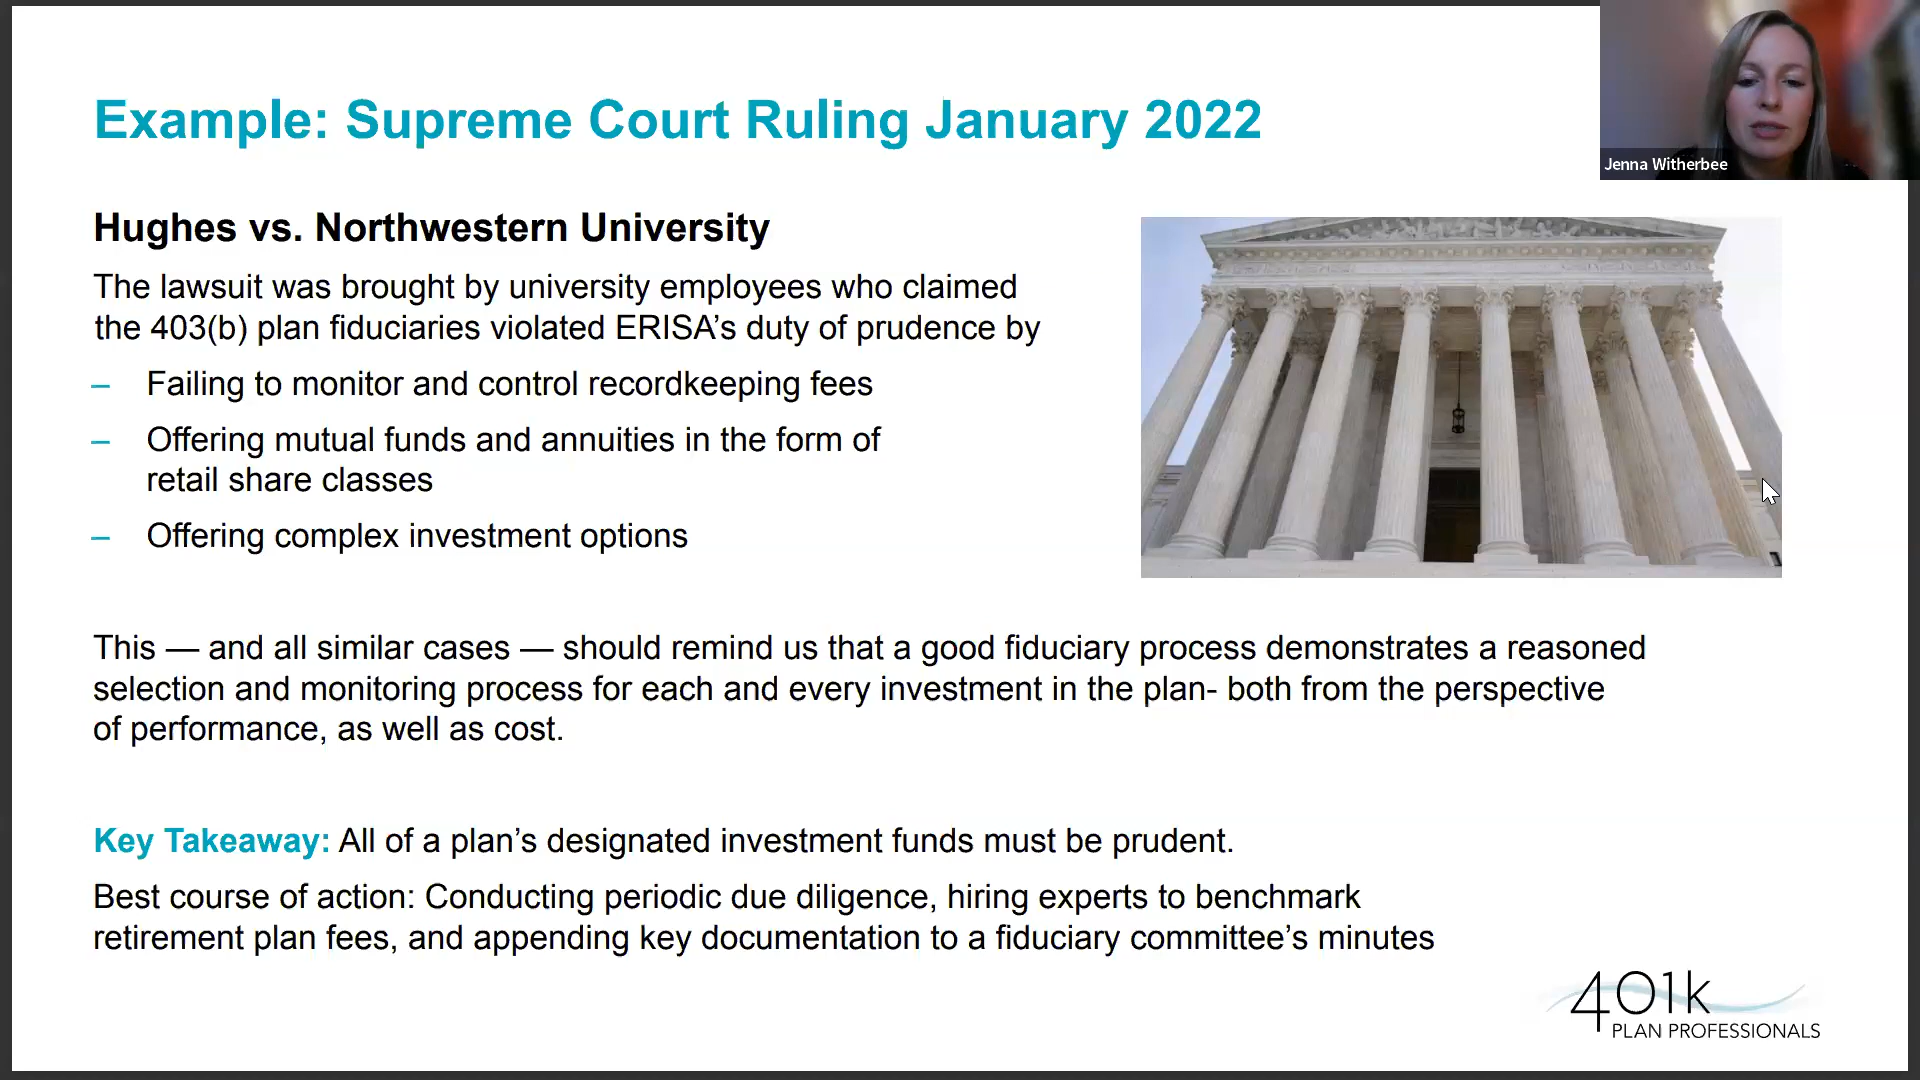 Example: Supreme Court Ruling January 2022
Jenna Witherbee
Hughes vs. Northwestern University
The lawsuit was brought by university employees who claimed
the 403(b) plan fiduciaries violated ERISA’s duty of prudence by
– Failing to monitor and control recordkeeping fees
– Offering mutual funds and annuities in the form of
retail share classes
– Offering complex investment options
This — and all similar cases — should remind us that a good fiduciary process demonstrates a reasoned
selection and monitoring process for each and every investment in the plan- both from the perspective
of performance, as well as cost.
Key Takeaway: All of a plan’s designated investment funds must be prudent.
Best course of action: Conducting periodic due diligence, hiring experts to benchmark
retirement plan fees, and appending key documentation to a fiduciary committee’s minutes
401k
PLAN PROFESSIONALS